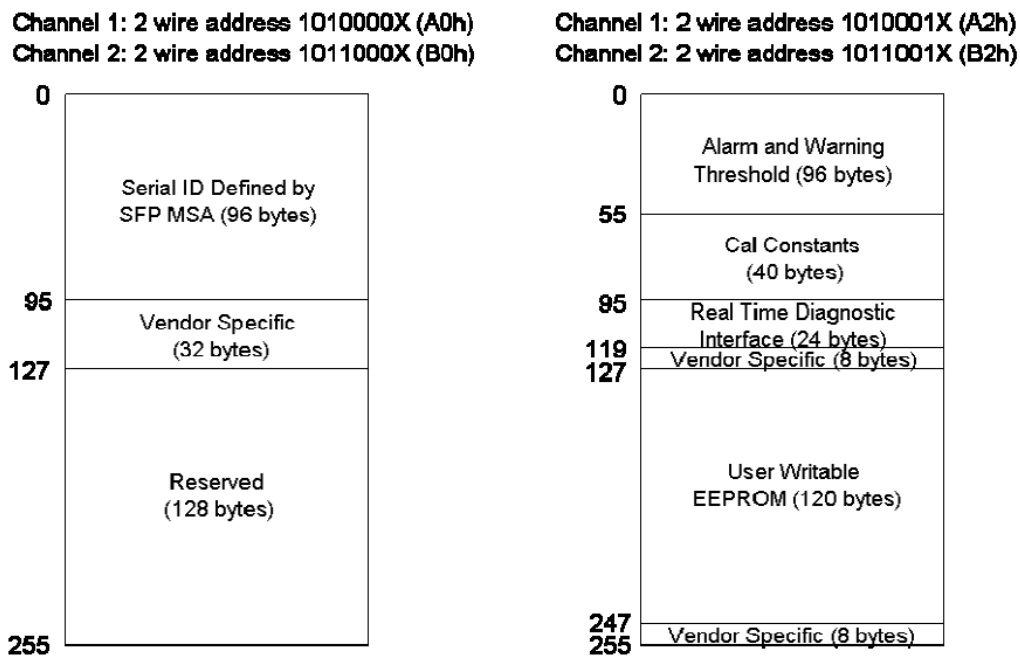 Channel 1: 2 wire address 1010000X (A0h)
Channel 2: 2 wire address 1011000X (B0h)
0
Serial ID Defined by
SFP MSA (96 bytes)
95
Vendor Specific
(32 bytes)
127
Reserved
(128 bytes)
255
Channel 1: 2 wire address 1010001X (A2h)
Channel 2: 2 wire address 1011001X (B2h)
0
Alarm and Warning
Threshold (96 bytes)
55
Cal Constants
(40 bytes)
95
Real Time Diagnostic
Interface (24 bytes)
119
Vendor Specific (8 bytes)
127
User Writable
EEPROM (120 bytes)
247
Vendor Specific (8 bytes)
255